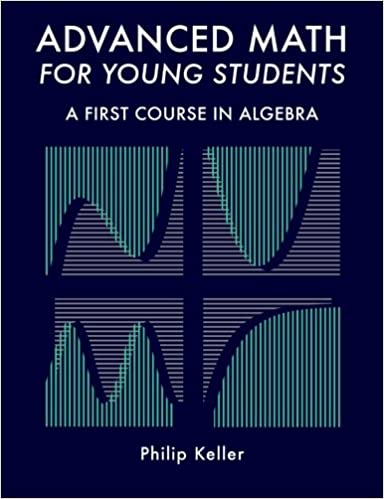 ADVANCED MATH
FOR YOUNG STUDENTS
A FIRST COURSE IN ALGEBRA
Philip Keller